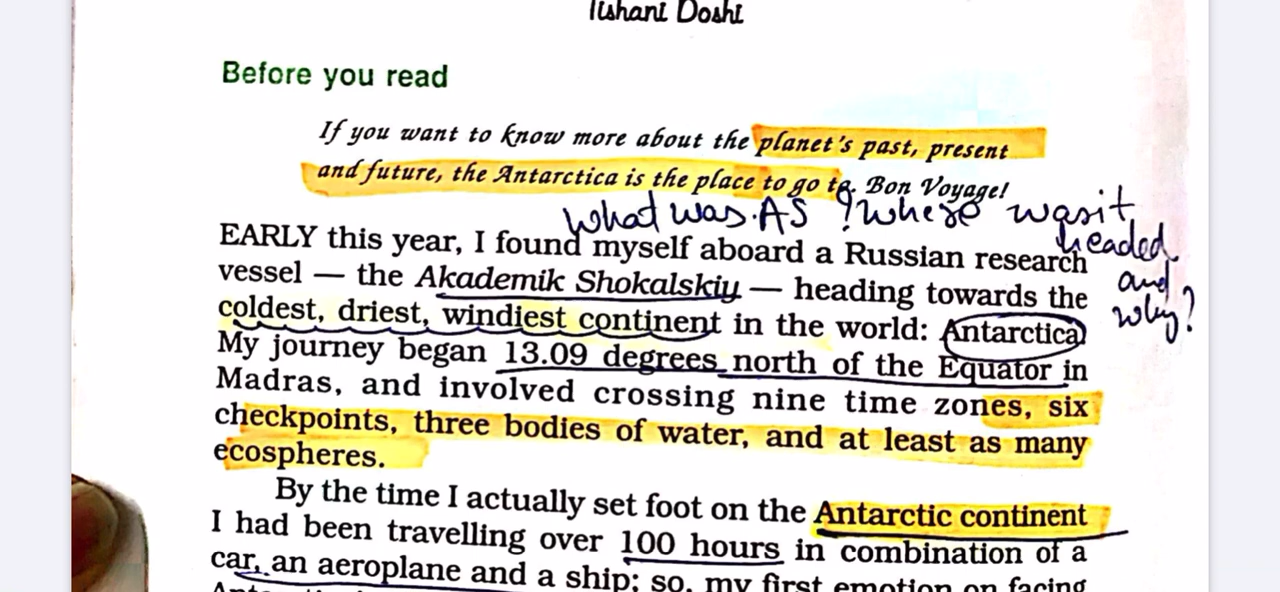 Tishani Doshi
Before you read
If you want to know more about the planet's past, present
and future, the Antarctica is the place to go to. Bon Voyage!
What was AS ? where was it
headed
and
why?
EARLY this year, I found myself aboard a Russian research
vessel — the Akademik Shokalskiy — heading towards the
coldest, driest, windiest continent in the world: Antarctica
My journey began 13.09 degrees north of the Equator in
Madras, and involved crossing nine time zones, six
checkpoints, three bodies of water, and at least as many
ecospheres.
By the time I actually set foot on the Antarctic continent
I had been travelling over 100 hours in combination of a
car, an aeroplane and a ship; so, my first emotion on facing